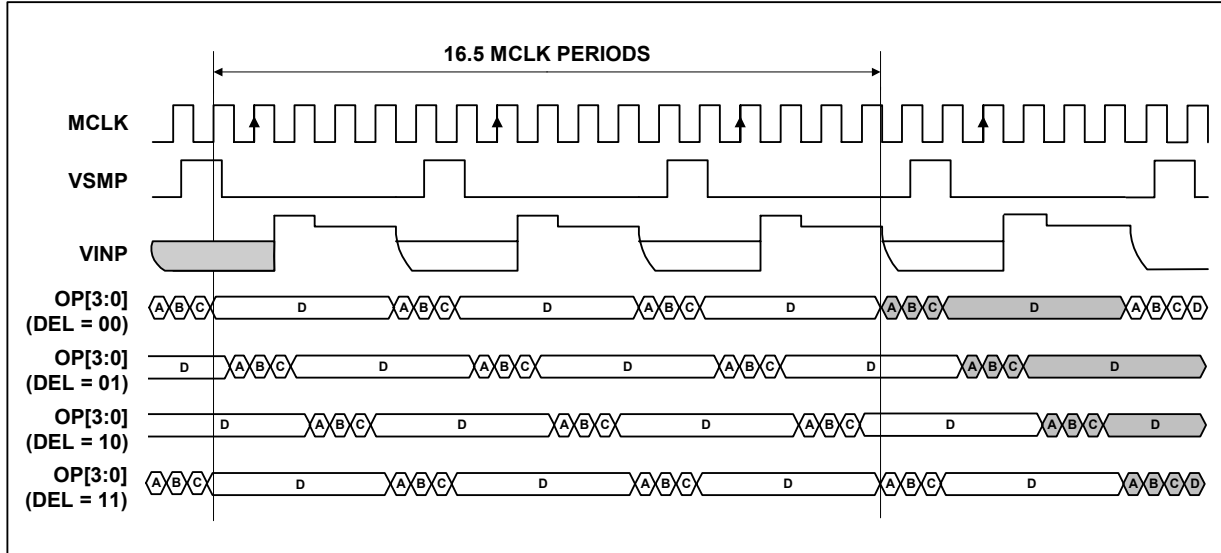 16.5 MCLK PERIODS
MCLK
VSMP
VINP
OP[3:0]
(DEL = 00)
A B C D A B C D A B C D A B C D A B C D
OP[3:0]
(DEL = 01)
D A B C D A B C D A B C D A B C D
OP[3:0]
(DEL = 10)
D A B C D A B C D A B C D A B C D
OP[3:0]
(DEL = 11)
A B C D A B C D A B C D A B C D A B C D